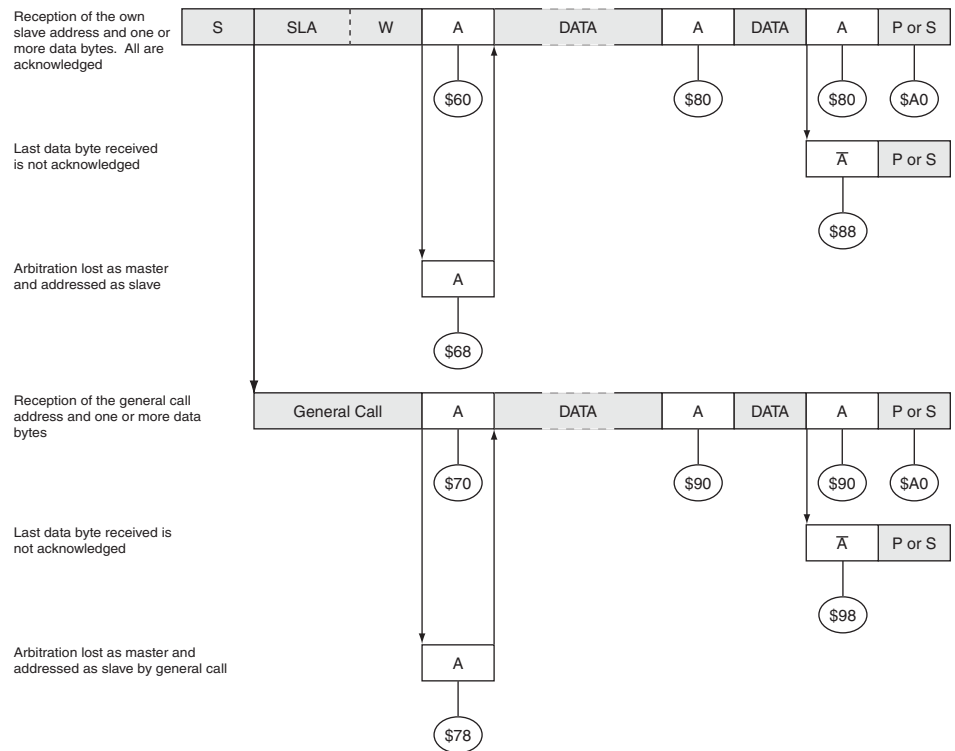 Reception of the own
slave address and one or
more data bytes. All are
acknowledged
S SLA W A DATA A DATA A P or S
$60 $80 $80 $A0
Last data byte received
is not acknowledged
A̅ P or S
$88
Arbitration lost as master
and addressed as slave
A
$68
Reception of the general call
address and one or more data
bytes
General Call A DATA A DATA A P or S
$70 $90 $90 $A0
Last data byte received is
not acknowledged
A̅ P or S
$98
Arbitration lost as master and
addressed as slave by general call
A
$78